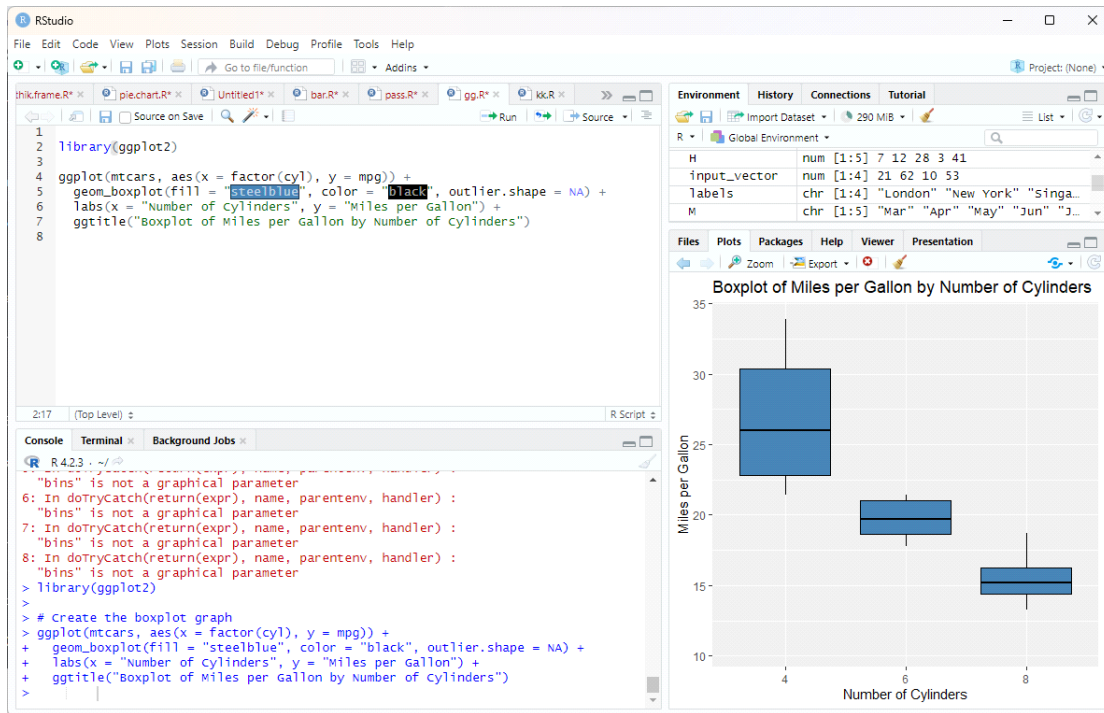 RStudio
File Edit Code View Plots Session Build Debug Profile Tools Help
Go to file/function Addins Project: (None)
thik.frame.R* pie.chart.R* Untitled1* bar.R* pass.R* gg.R* kk.R
Source on Save Run Source
1
2 library(ggplot2)
3
4 ggplot(mtcars, aes(x = factor(cyl), y = mpg)) +
5 geom_boxplot(fill = "steelblue", color = "black", outlier.shape = NA) +
6 labs(x = "Number of Cylinders", y = "Miles per Gallon") +
7 ggtitle("Boxplot of Miles per Gallon by Number of Cylinders")
8
2:17 (Top Level) R Script
Console Terminal Background Jobs
R 4.2.3 · ~/
"bins" is not a graphical parameter
6: In doTryCatch(return(expr), name, parentenv, handler) :
"bins" is not a graphical parameter
7: In doTryCatch(return(expr), name, parentenv, handler) :
"bins" is not a graphical parameter
8: In doTryCatch(return(expr), name, parentenv, handler) :
"bins" is not a graphical parameter
> library(ggplot2)
>
> # Create the boxplot graph
> ggplot(mtcars, aes(x = factor(cyl), y = mpg)) +
+ geom_boxplot(fill = "steelblue", color = "black", outlier.shape = NA) +
+ labs(x = "Number of Cylinders", y = "Miles per Gallon") +
+ ggtitle("Boxplot of Miles per Gallon by Number of Cylinders")
>
Environment History Connections Tutorial
Import Dataset 290 MiB List
R Global Environment
H num [1:5] 7 12 28 3 41
input_vector num [1:4] 21 62 10 53
labels chr [1:4] "London" "New York" "Singa...
M chr [1:5] "Mar" "Apr" "May" "Jun" "J...
Files Plots Packages Help Viewer Presentation
Zoom Export
Boxplot of Miles per Gallon by Number of Cylinders
35
30
25
20
15
10
Miles per Gallon
4 6 8
Number of Cylinders